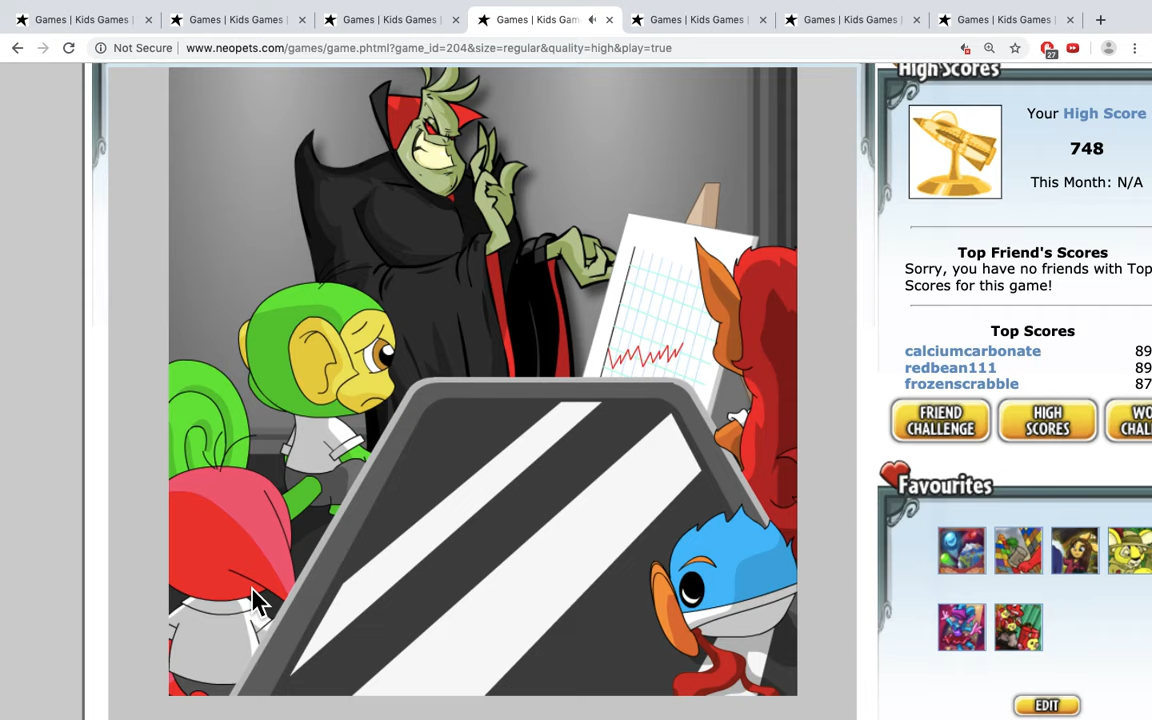 Games | Kids Games |
Games | Kids Games |
Games | Kids Games |
Games | Kids Gam
Games | Kids Games |
Games | Kids Games |
Games | Kids Games |
Not Secure | www.neopets.com/games/game.phtml?game_id=204&size=regular&quality=high&play=true
27
High Scores
Your High Score
748
This Month: N/A
Top Friend's Scores
Sorry, you have no friends with Top
Scores for this game!
Top Scores
calciumcarbonate 89
redbean111 89
frozenscrabble 87
FRIEND CHALLENGE
HIGH SCORES
WO
CHAL
Favourites
EDIT